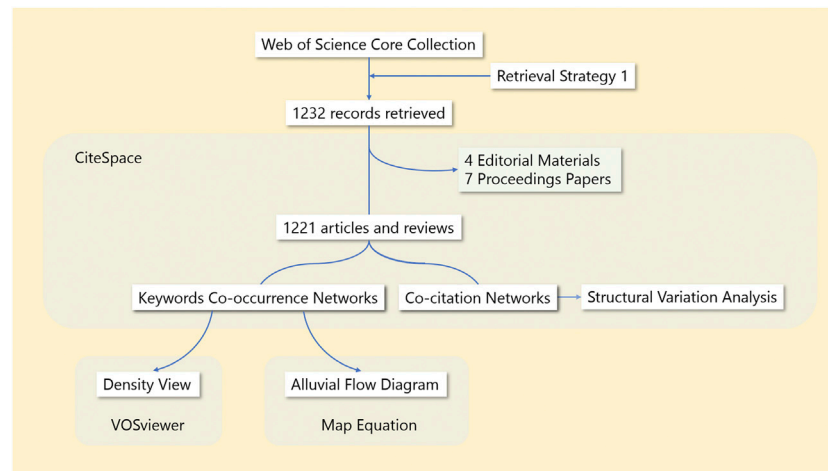 Web of Science Core Collection
Retrieval Strategy 1
1232 records retrieved
CiteSpace
4 Editorial Materials
7 Proceedings Papers
1221 articles and reviews
Keywords Co-occurrence Networks
Co-citation Networks
Structural Variation Analysis
Density View
Alluvial Flow Diagram
VOSviewer
Map Equation